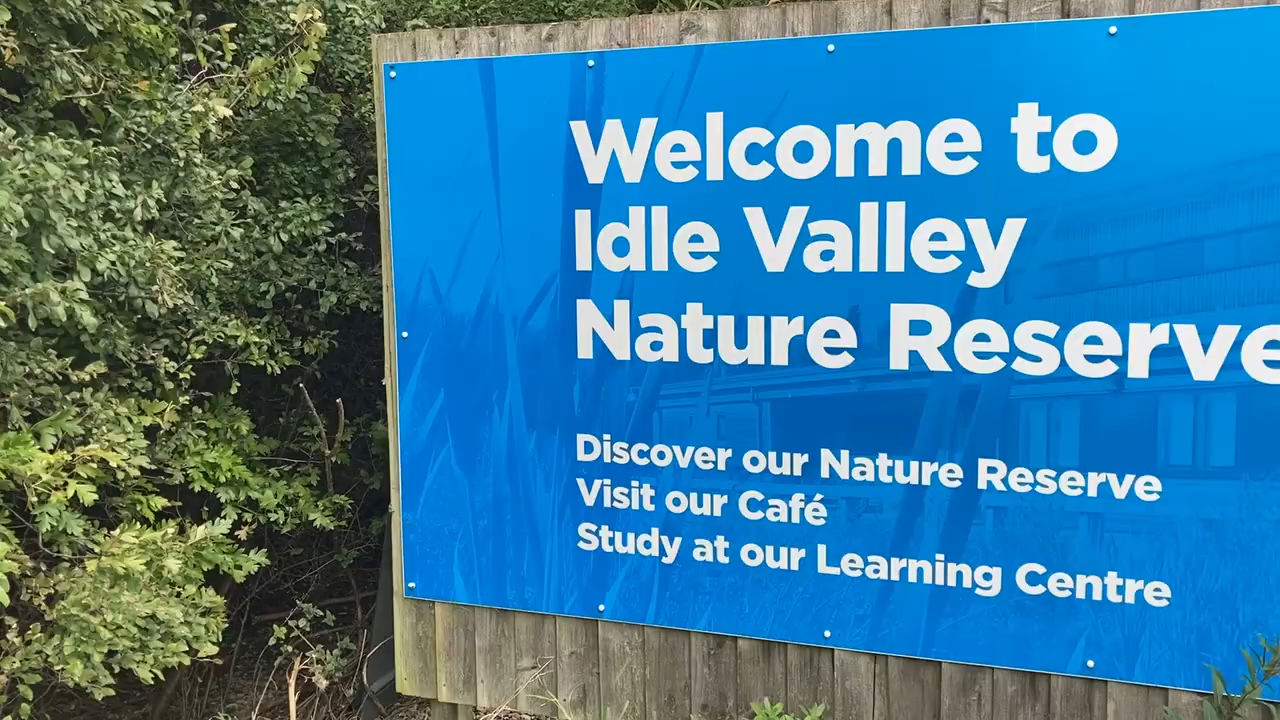 Welcome to
Idle Valley
Nature Reserve
Discover our Nature Reserve
Visit our Café
Study at our Learning Centre